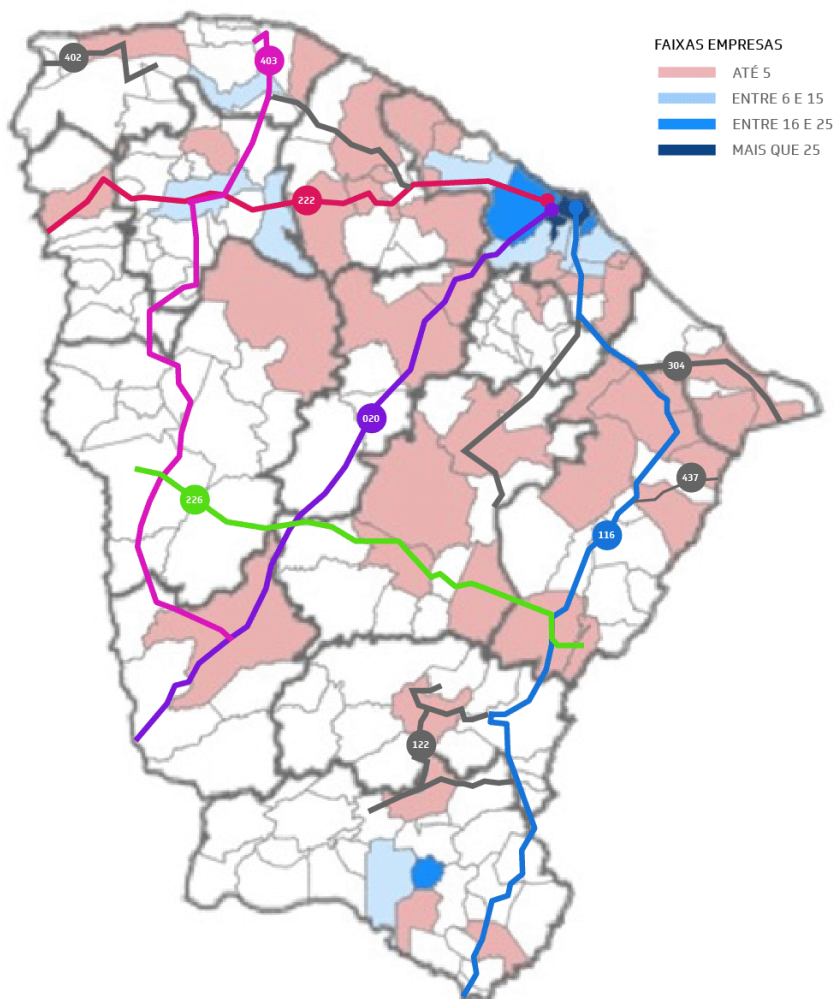 FAIXAS EMPRESAS
ATÉ 5
ENTRE 6 E 15
ENTRE 16 E 25
MAIS QUE 25
402
403
222
304
020
437
226
116
122